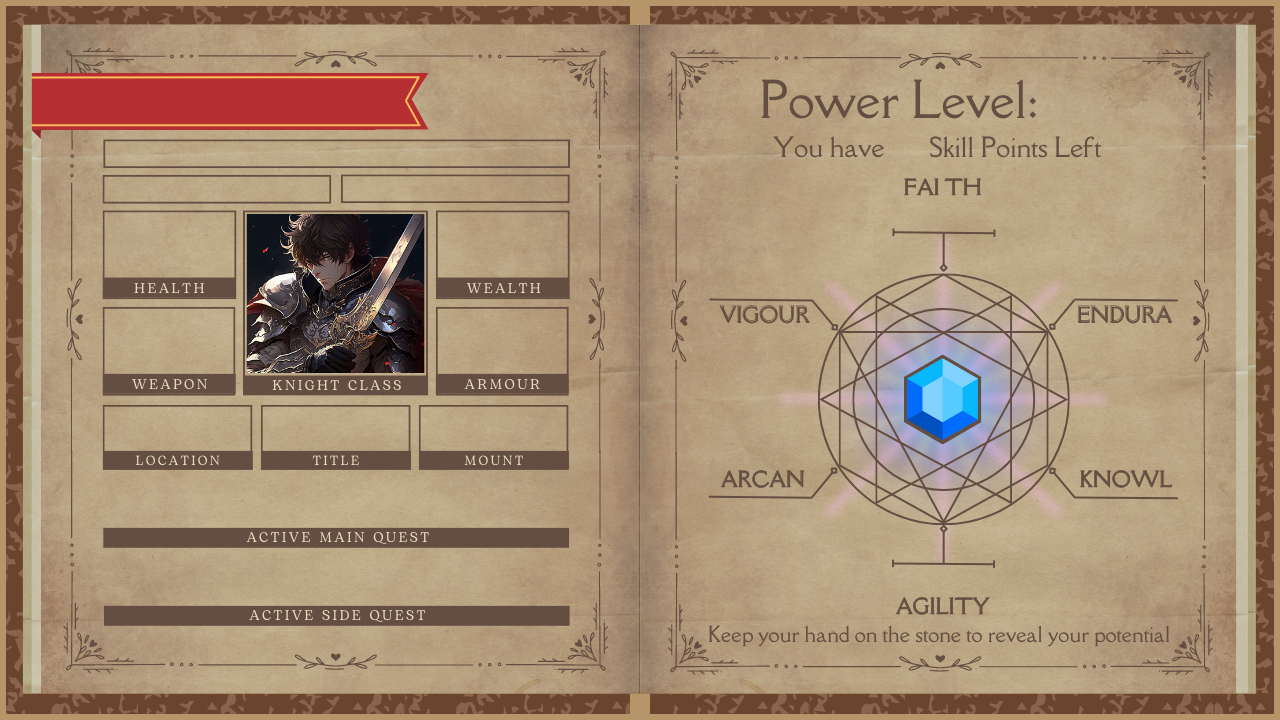 HEALTH
WEALTH
WEAPON
KNIGHT CLASS
ARMOUR
LOCATION
TITLE
MOUNT
ACTIVE MAIN QUEST
ACTIVE SIDE QUEST
Power Level:
You have Skill Points Left
FAI TH
VIGOUR
ENDURA
ARCAN
KNOWL
AGILITY
Keep your hand on the stone to reveal your potential